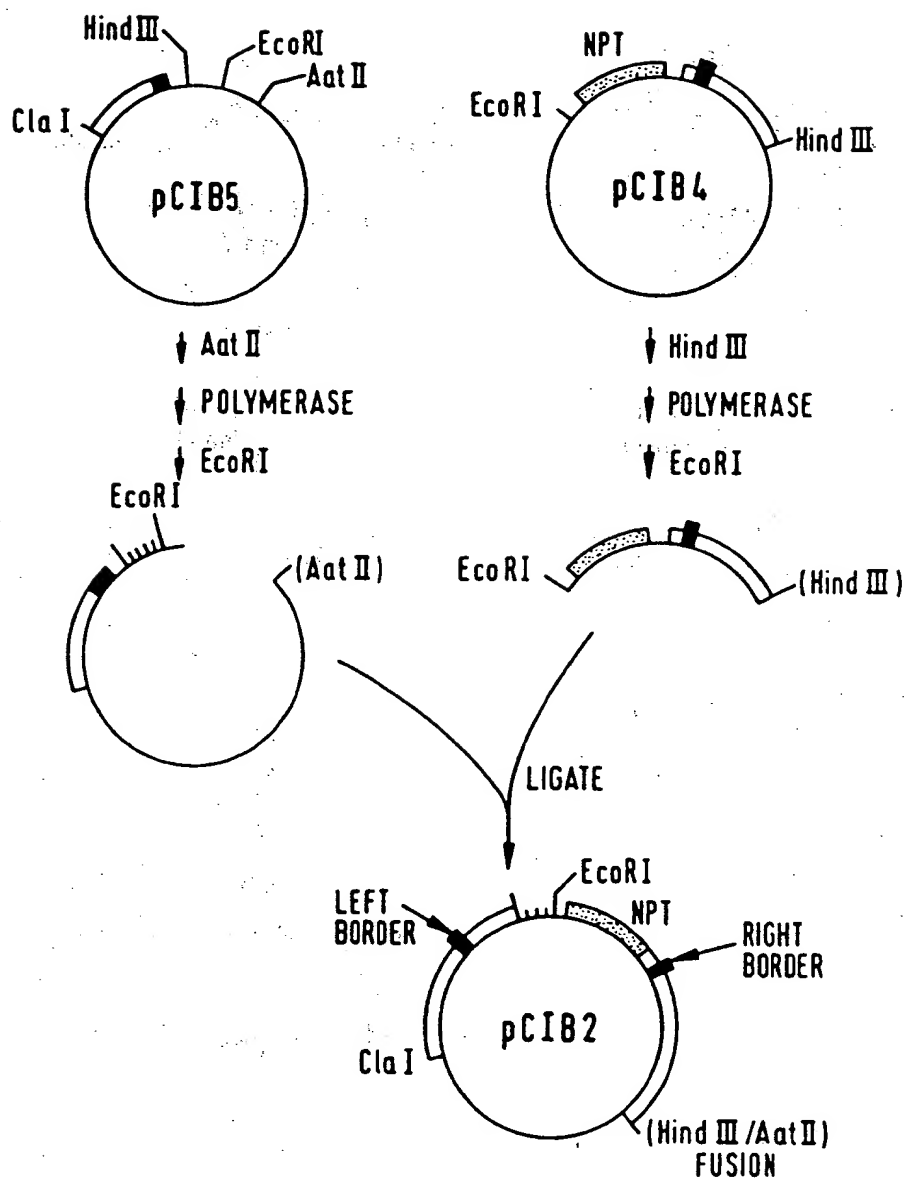 Hind III
EcoRI
Aat II
Cla I
pCIB5
NPT
EcoRI
Hind III
pCIB4
Aat II
POLYMERASE
EcoRI
Hind III
POLYMERASE
EcoRI
EcoRI
(Aat II)
EcoRI
(Hind III)
LIGATE
EcoRI
LEFT
BORDER
NPT
RIGHT
BORDER
pCIB2
Cla I
(Hind III/Aat II)
FUSION